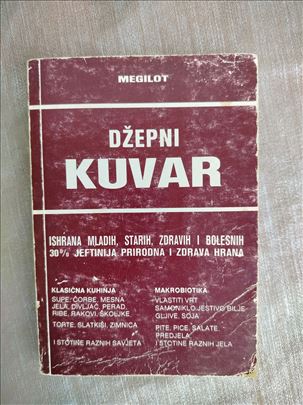 MEGILOT
DŽEPNI
KUVAR
ISHRANA MLADIH, STARIH, ZDRAVIH I BOLESNIH
30% JEFTINIJA PRIRODNA I ZDRAVA HRANA
KLASIČNA KUHINJA
SUPE, ČORBE, MESNA
JELA, DIVLJAČ, PERAD,
RIBE, RAKOVI, ŠKOLJKE,
TORTE, SLATKIŠI, ZIMNICA
I STOTINE RAZNIH SAVJETA
MAKROBIOTIKA
VLASTITI VRT
SAMONIKLO JESTIVO BILJE
GLJIVE, SOJA
PITE, PICE, SALATE,
PREDJELA
I STOTINE RAZNIH JELA